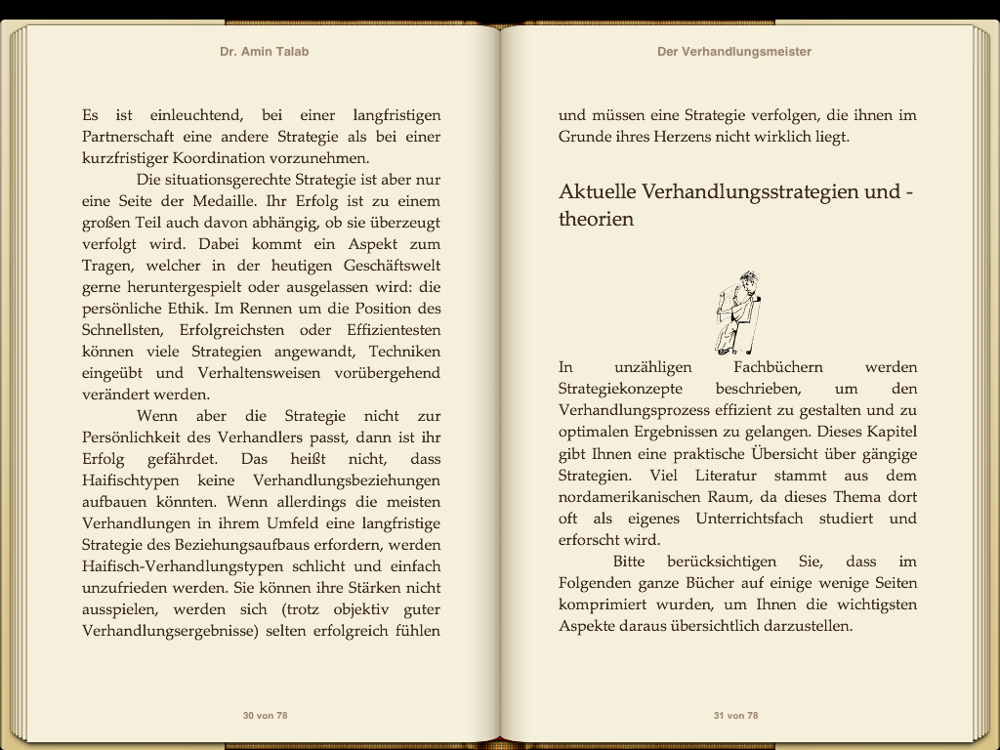 Dr. Amin Talab
Es ist einleuchtend, bei einer langfristigen
Partnerschaft eine andere Strategie als bei einer
kurzfristiger Koordination vorzunehmen.
Die situationsgerechte Strategie ist aber nur
eine Seite der Medaille. Ihr Erfolg ist zu einem
großen Teil auch davon abhängig, ob sie überzeugt
verfolgt wird. Dabei kommt ein Aspekt zum
Tragen, welcher in der heutigen Geschäftswelt
gerne heruntergespielt oder ausgelassen wird: die
persönliche Ethik. Im Rennen um die Position des
Schnellsten, Erfolgreichsten oder Effizientesten
können viele Strategien angewandt, Techniken
eingeübt und Verhaltensweisen vorübergehend
verändert werden.
Wenn aber die Strategie nicht zur
Persönlichkeit des Verhandlers passt, dann ist ihr
Erfolg gefährdet. Das heißt nicht, dass
Haifischtypen keine Verhandlungsbeziehungen
aufbauen könnten. Wenn allerdings die meisten
Verhandlungen in ihrem Umfeld eine langfristige
Strategie des Beziehungsaufbaus erfordern, werden
Haifisch-Verhandlungstypen schlicht und einfach
unzufrieden werden. Sie können ihre Stärken nicht
ausspielen, werden sich (trotz objektiv guter
Verhandlungsergebnisse) selten erfolgreich fühlen
30 von 78
Der Verhandlungsmeister
und müssen eine Strategie verfolgen, die ihnen im
Grunde ihres Herzens nicht wirklich liegt.
Aktuelle Verhandlungsstrategien und -
theorien
In unzähligen Fachbüchern werden
Strategiekonzepte beschrieben, um den
Verhandlungsprozess effizient zu gestalten und zu
optimalen Ergebnissen zu gelangen. Dieses Kapitel
gibt Ihnen eine praktische Übersicht über gängige
Strategien. Viel Literatur stammt aus dem
nordamerikanischen Raum, da dieses Thema dort
oft als eigenes Unterrichtsfach studiert und
erforscht wird.
Bitte berücksichtigen Sie, dass im
Folgenden ganze Bücher auf einige wenige Seiten
komprimiert wurden, um Ihnen die wichtigsten
Aspekte daraus übersichtlich darzustellen.
31 von 78